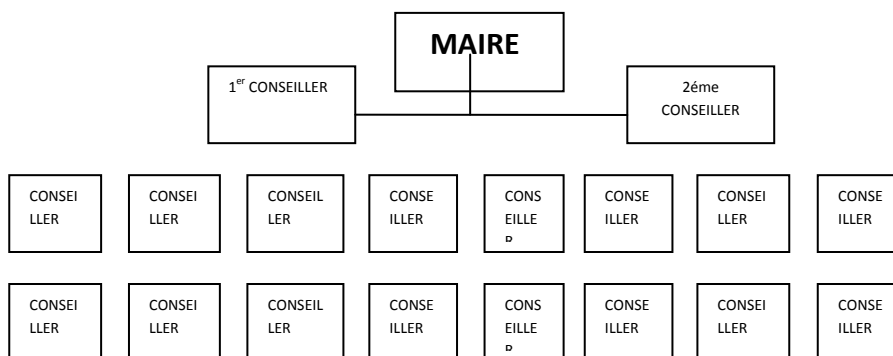 MAIRE
1er CONSEILLER
2éme
CONSEILLER
CONSEI
LLER
CONSEI
LLER
CONSEIL
LER
CONSE
ILLER
CONS
EILLE
R
CONSE
ILLER
CONSEI
LLER
CONSE
ILLER
CONSEI
LLER
CONSEI
LLER
CONSEIL
LER
CONSE
ILLER
CONS
EILLE
R
CONSE
ILLER
CONSEI
LLER
CONSE
ILLER